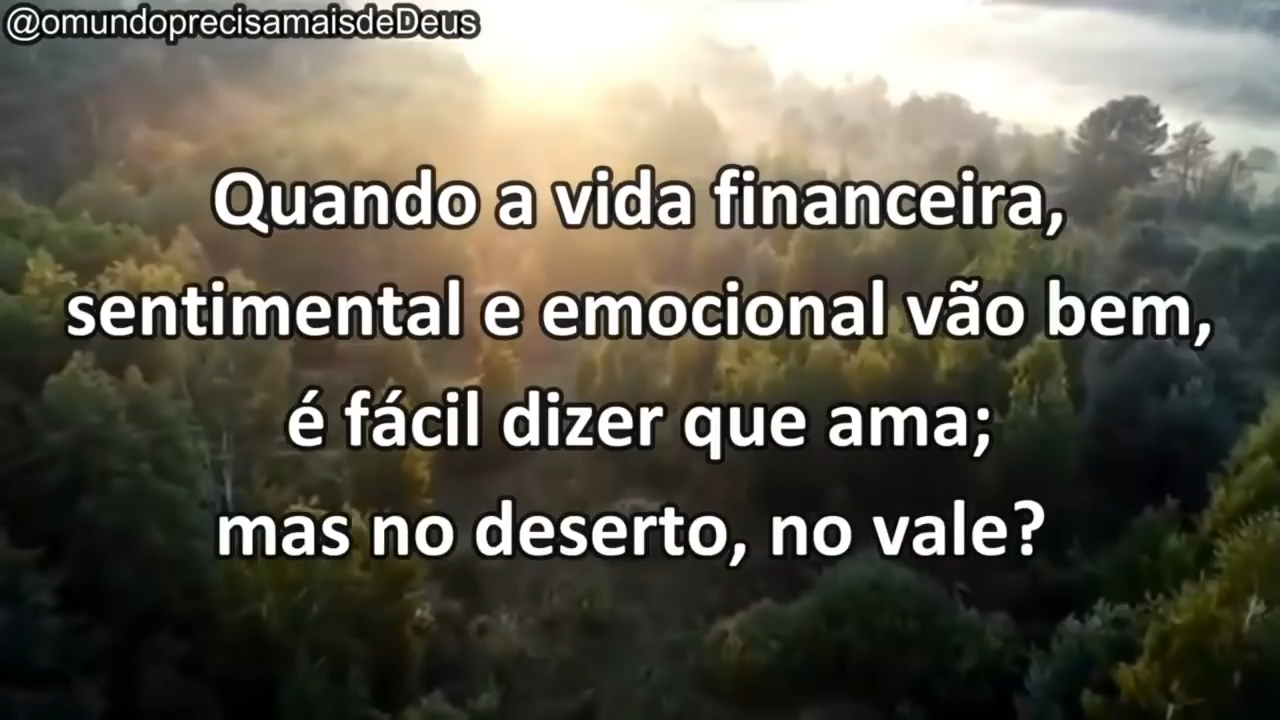 @omundoprecisamaisdeDeus
Quando a vida financeira,
sentimental e emocional vão bem,
é fácil dizer que ama;
mas no deserto, no vale?